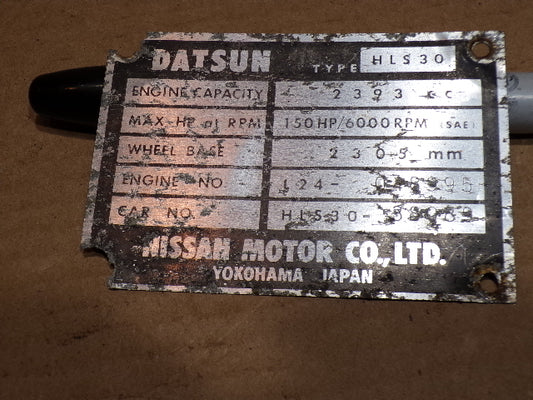 DATSUN TYPE HLS30
ENGINE CAPACITY 2393 cc
MAX. HP at RPM 150HP/6000RPM (SAE)
WHEEL BASE 2305 mm
ENGINE NO. L24-
CAR NO. HLS30-
NISSAN MOTOR CO., LTD.
YOKOHAMA JAPAN